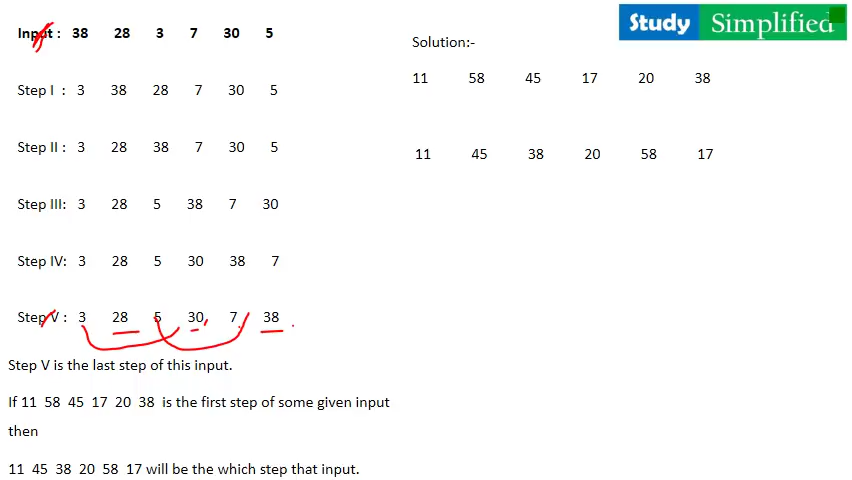 Input : 38 28 3 7 30 5
Step I : 3 38 28 7 30 5
Step II : 3 28 38 7 30 5
Step III: 3 28 5 38 7 30
Step IV: 3 28 5 30 38 7
Step V : 3 28 5 30 7 38
Step V is the last step of this input.
If 11 58 45 17 20 38 is the first step of some given input
then
11 45 38 20 58 17 will be the which step that input.
Study Simplified
Solution:-
11 58 45 17 20 38
11 45 38 20 58 17